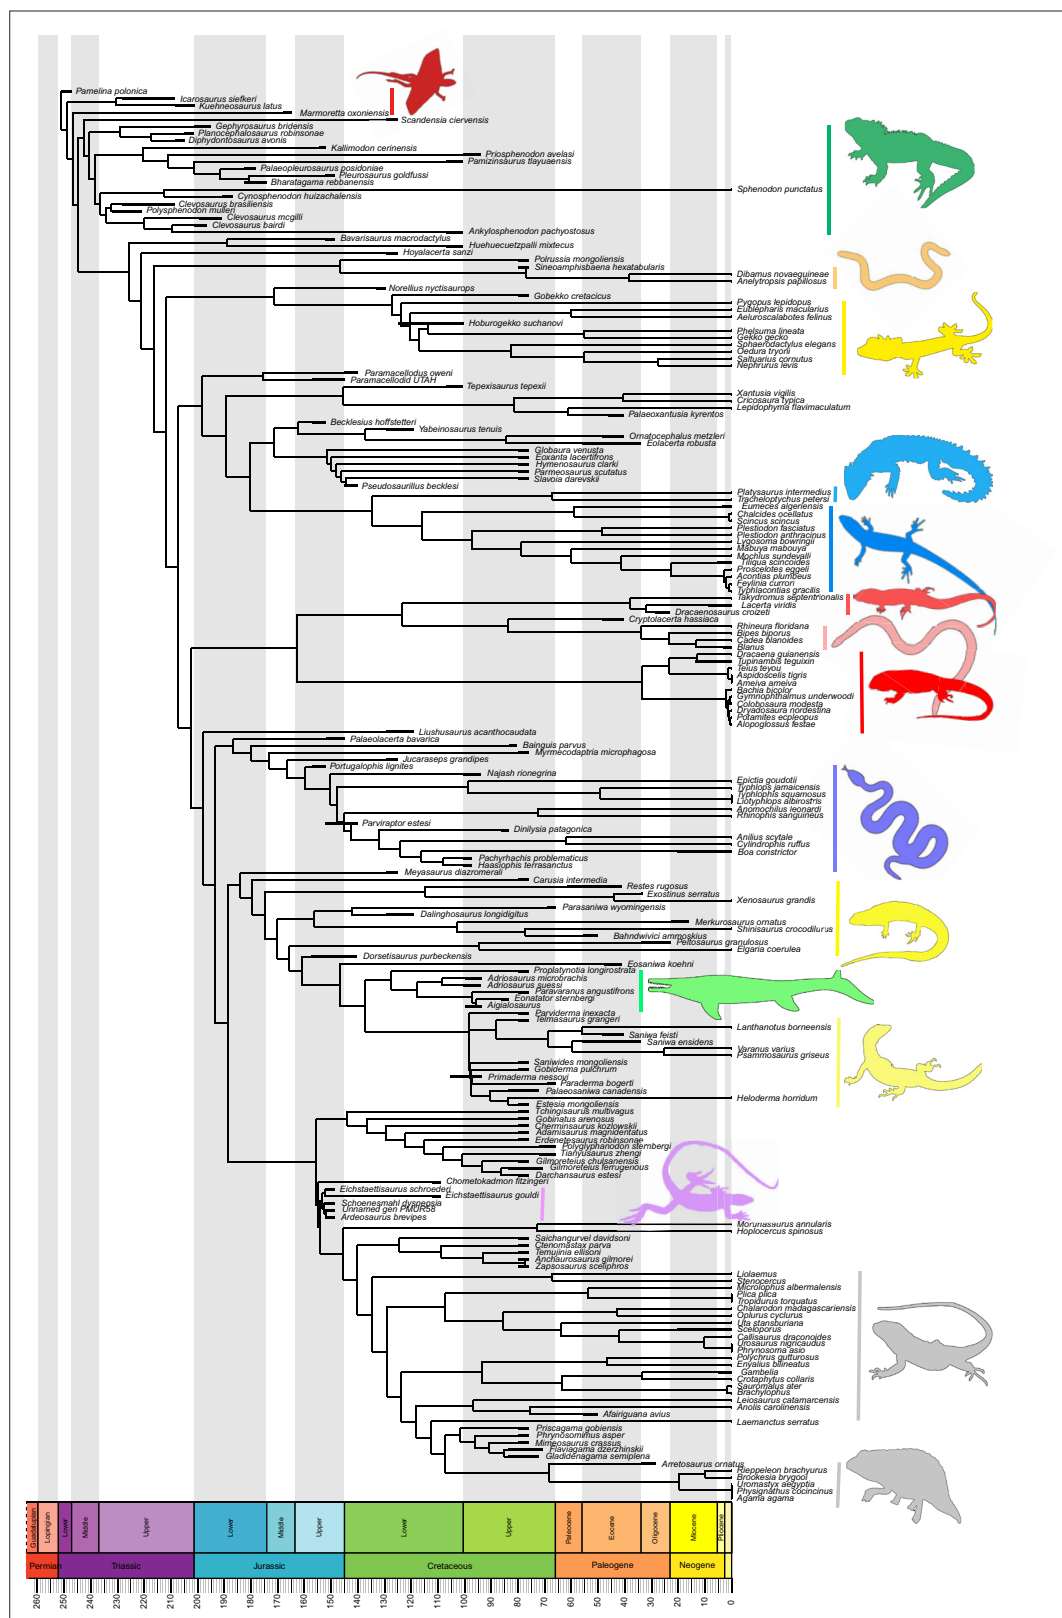 Pamelina polonica
Icarosaurus siefkeri
Kuehneosaurus latus
Marmoretta oxoniensis
Scandensia ciervensis
Gephyrosaurus bridensis
Planocephalosaurus robinsonae
Diphydontosaurus avonis
Kallimodon cerinensis
Priosphenodon avelasi
Pamizinsaurus tlayuaensis
Palaeopleurosaurus posidoniae
Pleurosaurus goldfussi
Bharatagama rebbanensis
Sphenodon punctatus
Cynosphenodon huizachalensis
Clevosaurus brasiliensis
Polysphenodon mulleri
Clevosaurus mcgilli
Clevosaurus bairdi
Ankylosphenodon pachyostosus
Bavarisaurus macrodactylus
Huehuecuetzpalli mixtecus
Hoyalacerta sanzi
Polrussia mongoliensis
Sineoamphisbaena hexatabularis
Dibamus novaeguineae
Anelytropsis papillosus
Norellius nyctisaurops
Gobekko cretacicus
Pygopus lepidopus
Eublepharis macularius
Aeluroscalabotes felinus
Hoburogekko suchanovi
Phelsuma lineata
Gekko gecko
Sphaerodactylus elegans
Oedura tryoni
Saltuarius cornutus
Nephrurus levis
Paramacellodus oweni
Paramacellodid UTAH
Tepexisaurus tepexii
Xantusia vigilis
Cricosaura typica
Lepidophyma flavimaculatum
Palaeoxantusia kyrentos
Becklesius hoffstetteri
Yabeinosaurus tenuis
Ornatocephalus metzleri
Eolacerta robusta
Globaura venusta
Eoxanta lacertifrons
Hymenosaurus clarki
Parmeosaurus scutatus
Slavoia darevskii
Pseudosaurillus becklesi
Platysaurus intermedius
Tracheloptychus petersi
Eumeces algeriensis
Chalcides ocellatus
Scincus scincus
Plestiodon fasciatus
Plestiodon anthracinus
Lygosoma bowringii
Mabuya mabouya
Mochlus sundevalli
Tiliqua scincoides
Proscelotes eggeli
Acontias plumbeus
Feylinia currori
Typhlacontias gracilis
Takydromus septentrionalis
Lacerta viridis
Dracaenosaurus croizeti
Cryptolacerta hassiaca
Rhineura floridana
Bipes biporus
Cadea blanoides
Blanus
Dracaena guianensis
Tupinambis teguixin
Teius teyou
Aspidoscelis tigris
Ameiva ameiva
Bachia bicolor
Gymnophthalmus underwoodi
Colobosaura modesta
Dryadosaura nordestina
Potamites ecpleopus
Alopoglossus festae
Liushusaurus acanthocaudata
Palaeolacerta bavarica
Bainguis parvus
Myrmecodaptria microphagosa
Jucaraseps grandipes
Portugalophis lignites
Najash rionegrina
Epictia goudotii
Typhlops jamaicensis
Typhlophis squamosus
Liotyphlops albirostris
Anomochilus leonardi
Rhinophis sanguineus
Parviraptor estesi
Dinilysia patagonica
Anilius scytale
Cylindrophis ruffus
Boa constrictor
Pachyrhachis problematicus
Haasiophis terrasanctus
Meyasaurus diazromerali
Carusia intermedia
Restes rugosus
Exostinus serratus
Xenosaurus grandis
Parasaniwa wyomingensis
Dalinghosaurus longidigitus
Merkurosaurus ornatus
Shinisaurus crocodilurus
Bahndwivici ammoskius
Peltosaurus granulosus
Elgaria coerulea
Dorsetisaurus purbeckensis
Eosaniwa koehni
Proplatynotia longirostrata
Adriosaurus microbrachis
Adriosaurus suessi
Paravaranus angustifrons
Eonatator sternbergi
Aigialosaurus
Parviderma inexacta
Telmasaurus grangeri
Lanthanotus borneensis
Saniwa feisti
Saniwa ensidens
Varanus varius
Psammosaurus griseus
Saniwides mongoliensis
Gobiderma pulchrum
Primaderma nessovi
Paraderma bogerti
Palaeosaniwa canadensis
Heloderma horridum
Estesia mongoliensis
Tchingisaurus multivagus
Gobinatus arenosus
Cherminsaurus kozlowskii
Adamisaurus magnidentatus
Erdenetesaurus robinsonae
Polyglyphanodon sternbergi
Tianyusaurus zhengi
Gilmoreteius chulsanensis
Gilmoreteius ferrugenous
Darchansaurus estesi
Chometokadmon fitzingeri
Eichstaettisaurus schroederi
Eichstaettisaurus gouldi
Schoenesmahl dyspepsia
Unnamed gen PMUR58
Ardeosaurus brevipes
Morunasaurus annularis
Hoplocercus spinosus
Saichangurvel davidsoni
Ctenomastax parva
Temujinia ellisoni
Anchaurosaurus gilmorei
Zapsosaurus sceliphros
Liolaemus
Stenocercus
Microlophus albermalensis
Plica plica
Tropidurus torquatus
Chalarodon madagascariensis
Oplurus cyclurus
Uta stansburiana
Sceloporus
Callisaurus draconoides
Urosaurus nigricaudus
Phrynosoma asio
Polychrus gutturosus
Enyalius bilineatus
Gambelia
Crotaphytus collaris
Sauromalus ater
Brachylophus
Leiosaurus catamarcensis
Anolis carolinensis
Afairiguana avius
Laemanctus serratus
Priscagama gobiensis
Phrynosomimus asper
Mimeosaurus crassus
Flaviagama dzerzhinskii
Gladidenagama semiplena
Arretosaurus ornatus
Rieppeleon brachyurus
Brookesia brygooi
Uromastyx aegyptia
Physignathus cocincinus
Agama agama
Guadalupian
Lopingian
Lower
Middle
Upper
Lower
Middle
Upper
Lower
Upper
Paleocene
Eocene
Oligocene
Miocene
Pliocene
Permian
Triassic
Jurassic
Cretaceous
Paleogene
Neogene
260 250 240 230 220 210 200 190 180 170 160 150 140 130 120 110 100 90 80 70 60 50 40 30 20 10 0